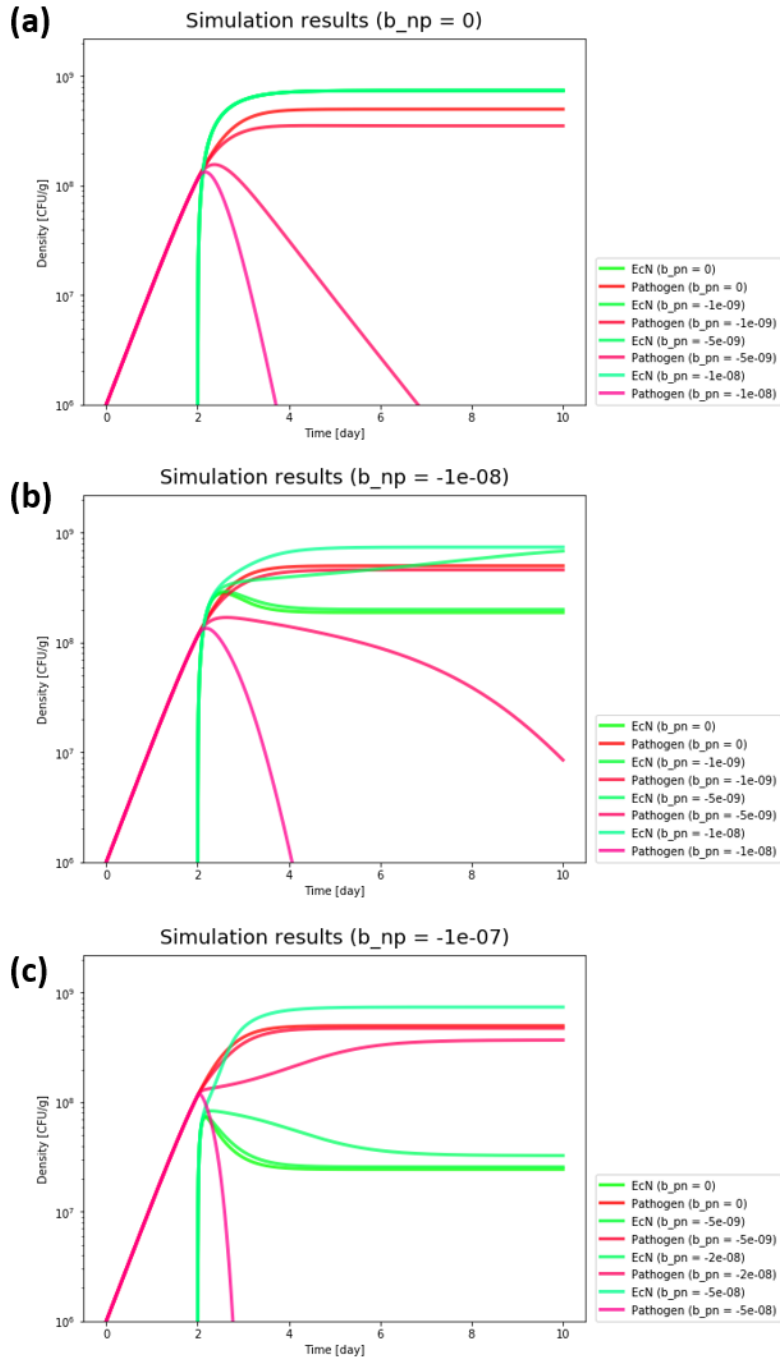 (a)
Simulation results (b_np = 0)
10⁹
10⁸
10⁷
10⁶
Density [CFU/g]
0 2 4 6 8 10
Time [day]
EcN (b_pn = 0)
Pathogen (b_pn = 0)
EcN (b_pn = -1e-09)
Pathogen (b_pn = -1e-09)
EcN (b_pn = -5e-09)
Pathogen (b_pn = -5e-09)
EcN (b_pn = -1e-08)
Pathogen (b_pn = -1e-08)
(b)
Simulation results (b_np = -1e-08)
10⁹
10⁸
10⁷
10⁶
Density [CFU/g]
0 2 4 6 8 10
Time [day]
EcN (b_pn = 0)
Pathogen (b_pn = 0)
EcN (b_pn = -1e-09)
Pathogen (b_pn = -1e-09)
EcN (b_pn = -5e-09)
Pathogen (b_pn = -5e-09)
EcN (b_pn = -1e-08)
Pathogen (b_pn = -1e-08)
(c)
Simulation results (b_np = -1e-07)
10⁹
10⁸
10⁷
10⁶
Density [CFU/g]
0 2 4 6 8 10
Time [day]
EcN (b_pn = 0)
Pathogen (b_pn = 0)
EcN (b_pn = -5e-09)
Pathogen (b_pn = -5e-09)
EcN (b_pn = -2e-08)
Pathogen (b_pn = -2e-08)
EcN (b_pn = -5e-08)
Pathogen (b_pn = -5e-08)